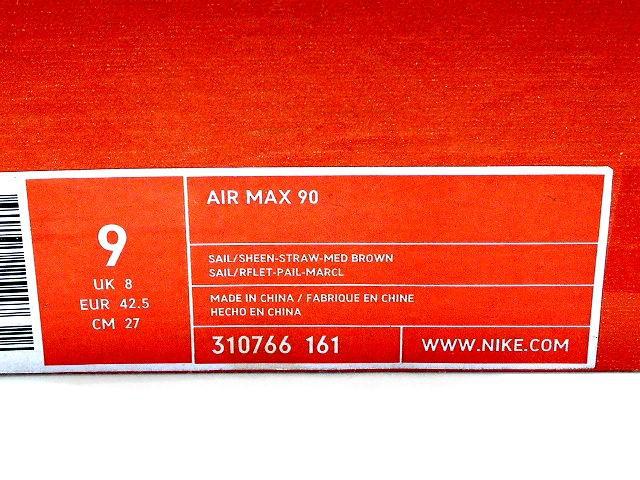 9
UK 8
EUR 42.5
CM 27
AIR MAX 90
SAIL/SHEEN-STRAW-MED BROWN
SAIL/RFLET-PAIL-MARCL
MADE IN CHINA / FABRIQUE EN CHINE
HECHO EN CHINA
310766 161
WWW.NIKE.COM